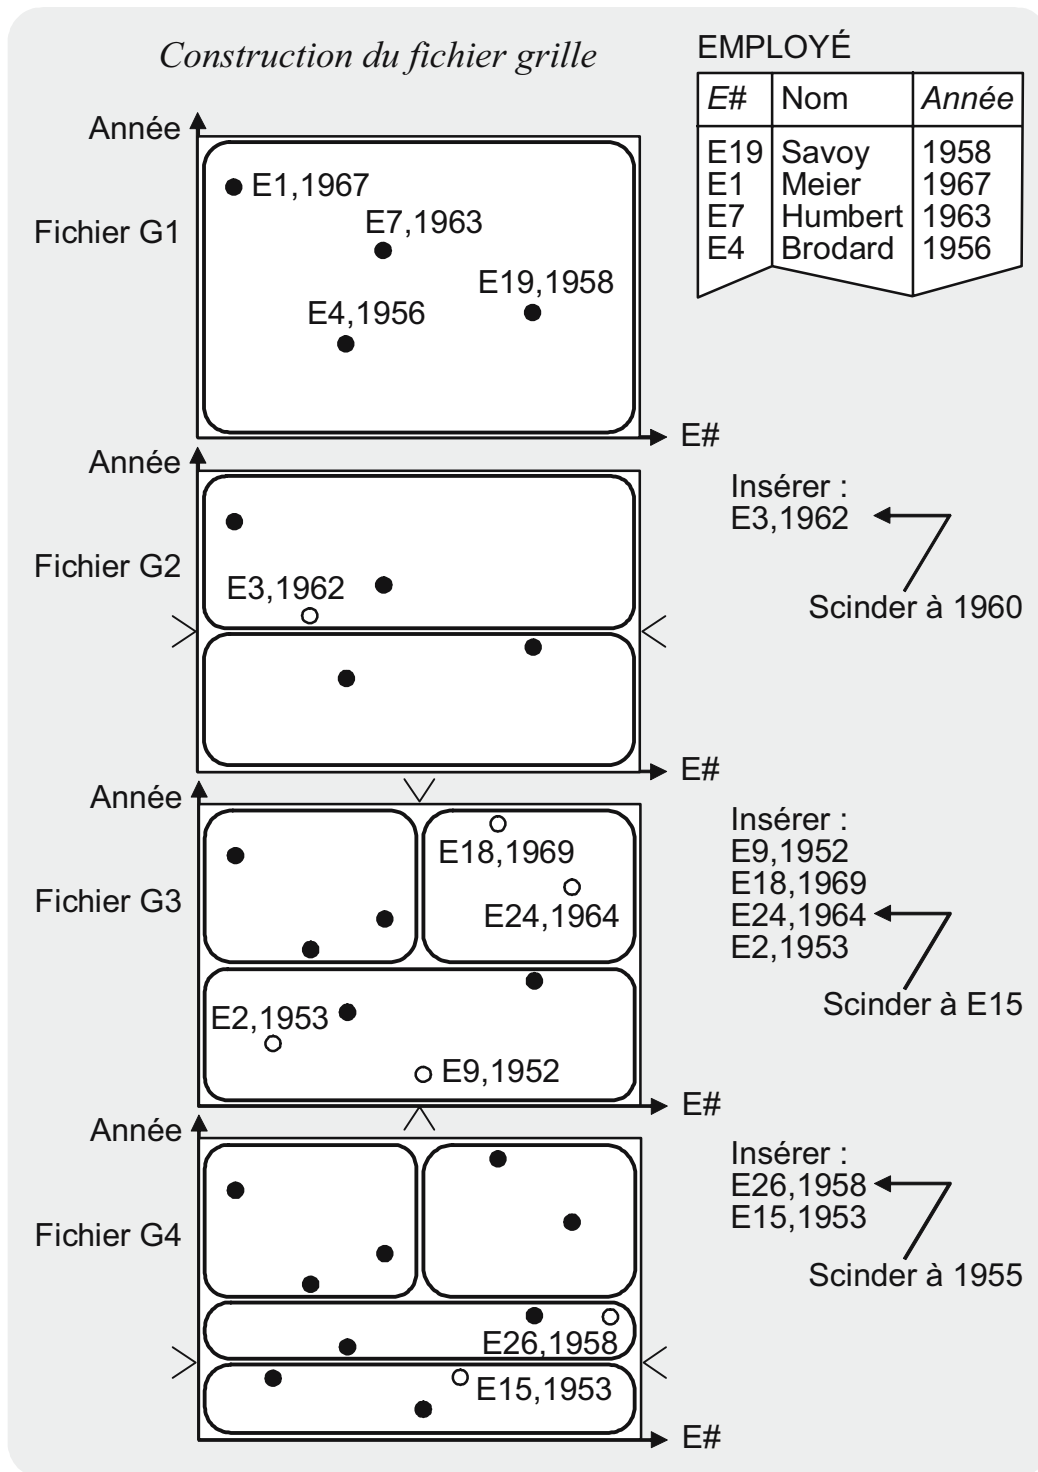 Construction du fichier grille
EMPLOYÉ
E# Nom Année
E19 Savoy 1958
E1 Meier 1967
E7 Humbert 1963
E4 Brodard 1956
Année
Fichier G1
E1,1967
E7,1963
E19,1958
E4,1956
E#
Année
Fichier G2
E3,1962
E#
Insérer :
E3,1962
Scinder à 1960
Année
Fichier G3
E18,1969
E24,1964
E2,1953
E9,1952
E#
Insérer :
E9,1952
E18,1969
E24,1964
E2,1953
Scinder à E15
Année
Fichier G4
E26,1958
E15,1953
E#
Insérer :
E26,1958
E15,1953
Scinder à 1955